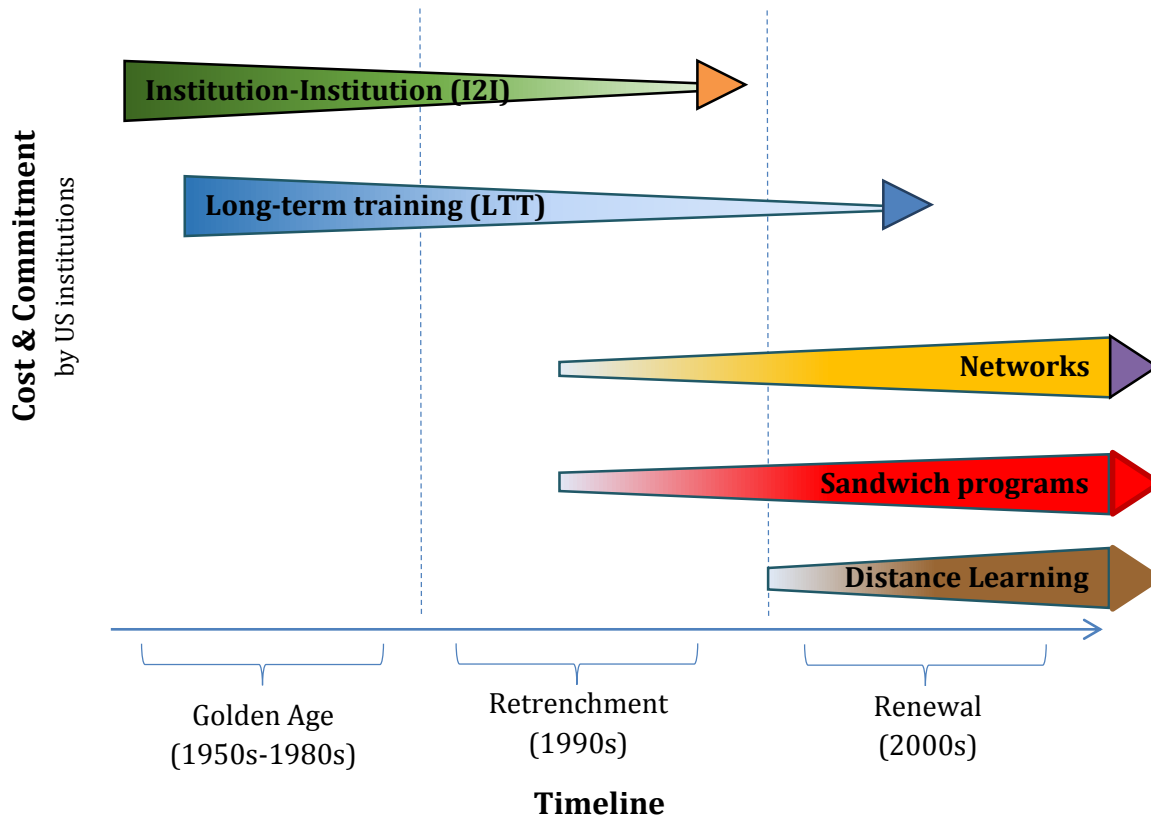 Institution-Institution (I2I)
Long-term training (LTT)
Cost & Commitment
by US institutions
Networks
Sandwich programs
Distance Learning
Golden Age
(1950s-1980s)
Retrenchment
(1990s)
Renewal
(2000s)
Timeline